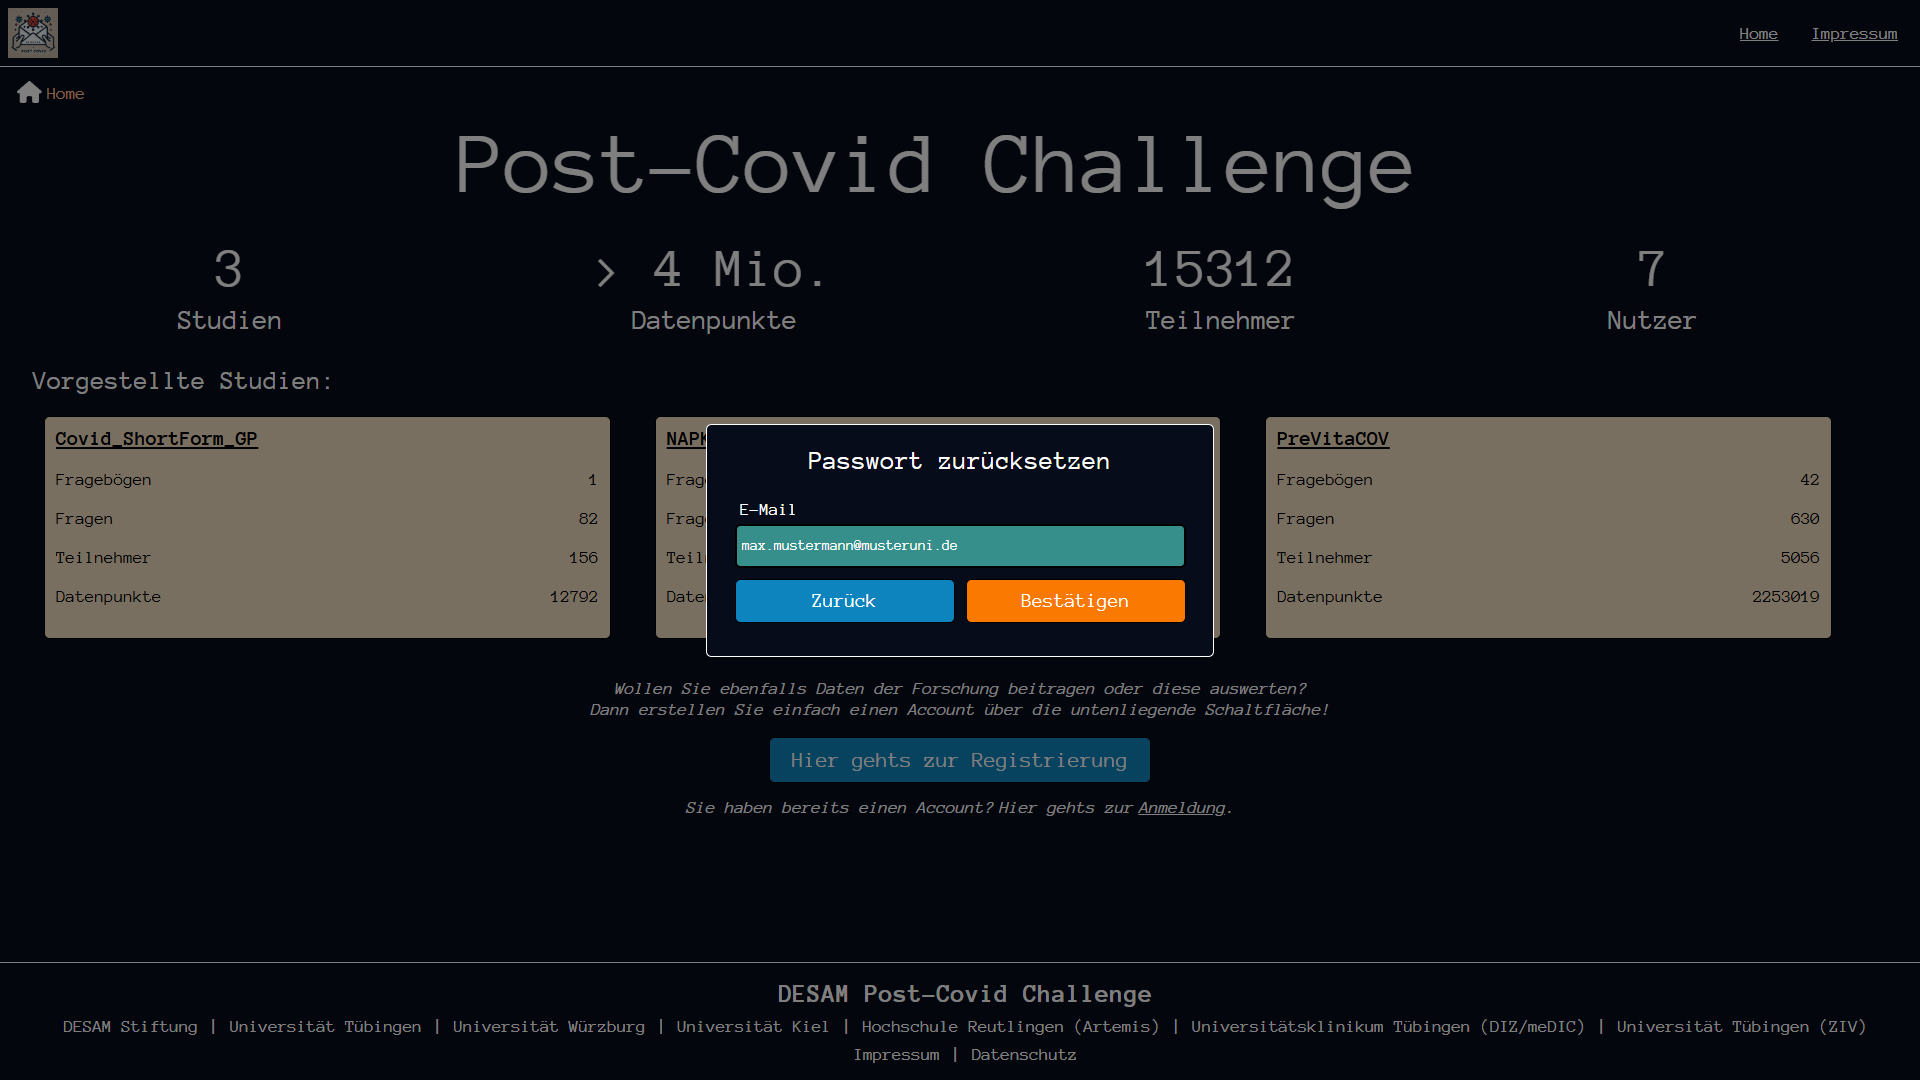 POST COVID
Home Impressum
Home
Post-Covid Challenge
3 > 4 Mio. 15312 7
Studien Datenpunkte Teilnehmer Nutzer
Vorgestellte Studien:
Covid_ShortForm_GP
Fragebögen 1
Fragen 82
Teilnehmer 156
Datenpunkte 12792
NAPK
Frag
Frag
Teil
Date
PreVitaCOV
Fragebögen 42
Fragen 630
Teilnehmer 5056
Datenpunkte 2253019
Passwort zurücksetzen
E-Mail
max.mustermann@musteruni.de
Zurück Bestätigen
Wollen Sie ebenfalls Daten der Forschung beitragen oder diese auswerten?
Dann erstellen Sie einfach einen Account über die untenliegende Schaltfläche!
Hier gehts zur Registrierung
Sie haben bereits einen Account? Hier gehts zur Anmeldung.
DESAM Post-Covid Challenge
DESAM Stiftung | Universität Tübingen | Universität Würzburg | Universität Kiel | Hochschule Reutlingen (Artemis) | Universitätsklinikum Tübingen (DIZ/meDIC) | Universität Tübingen (ZIV)
Impressum | Datenschutz